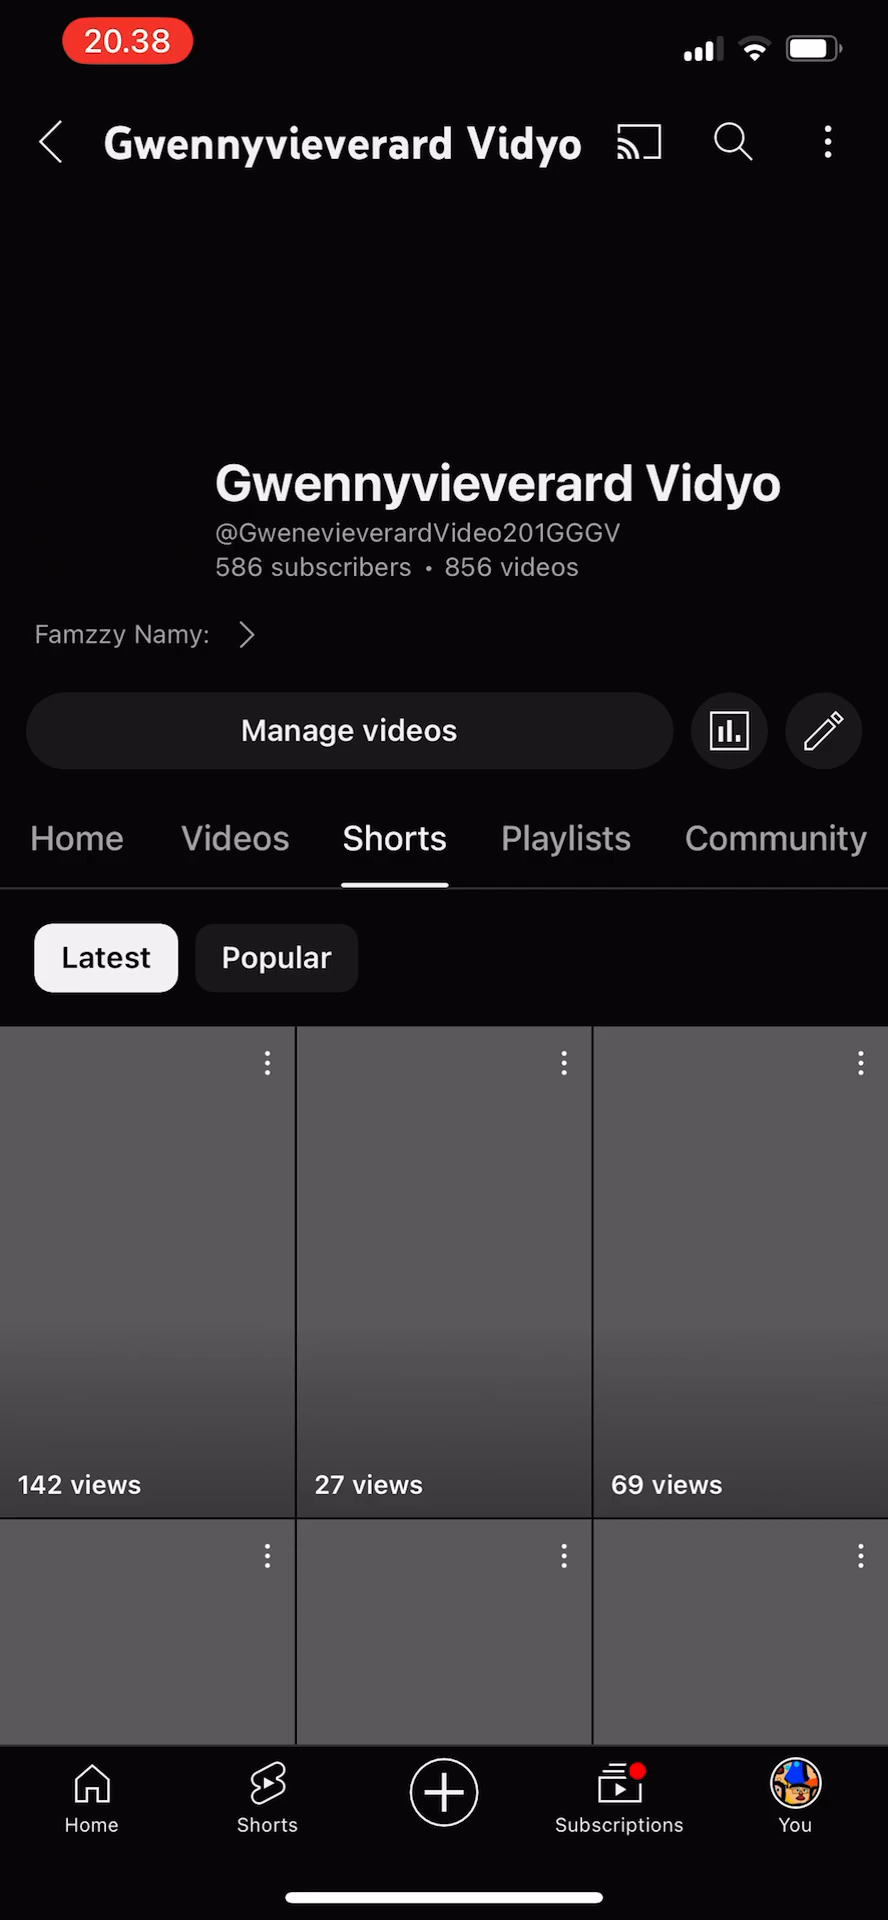 20.38
Gwennyvieverard Vidyo
Gwennyvieverard Vidyo
@GwenevieverardVideo201GGGV
586 subscribers • 856 videos
Famzzy Namy:
Manage videos
Home Videos Shorts Playlists Community
Latest Popular
142 views 27 views 69 views
Home Shorts Subscriptions You